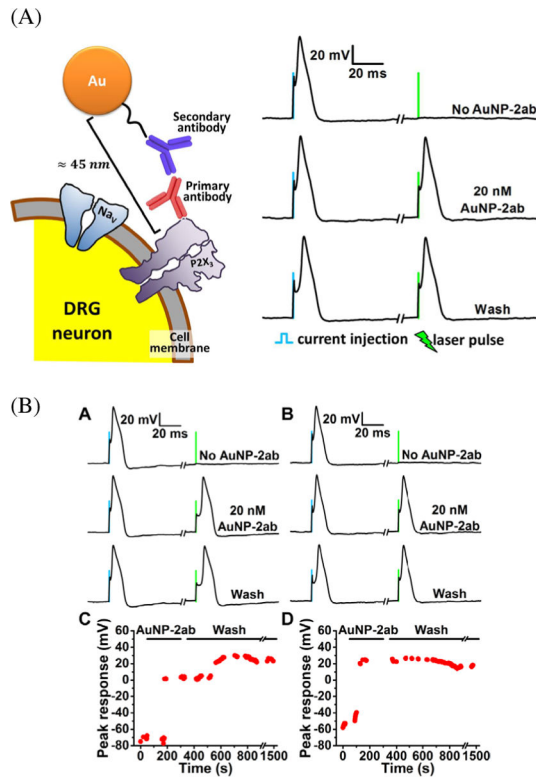 (A)
Au
≈ 45 nm
Secondary
antibody
Primary
antibody
Nav
P2X3
DRG
neuron
Cell
membrane
20 mV
20 ms
No AuNP-2ab
20 nM
AuNP-2ab
Wash
current injection
laser pulse
(B)
A
20 mV
20 ms
No AuNP-2ab
20 nM
AuNP-2ab
Wash
B
20 mV
20 ms
No AuNP-2ab
20 nM
AuNP-2ab
Wash
C
AuNP-2ab
Wash
Peak response (mV)
60
40
20
0
-20
-40
-60
-80
0
200
400
600
800
1500
Time (s)
D
AuNP-2ab
Wash
Peak response (mV)
60
40
20
0
-20
-40
-60
-80
0
200
400
600
800
1500
Time (s)